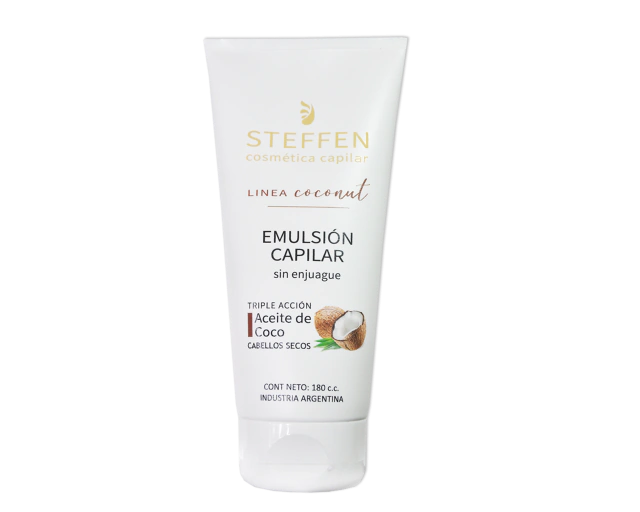 STEFFEN
cosmética capilar
LINEA coconut
EMULSIÓN
CAPILAR
sin enjuague
TRIPLE ACCIÓN
Aceite de
Coco
CABELLOS SECOS
CONT NETO: 180 c.c.
INDUSTRIA ARGENTINA